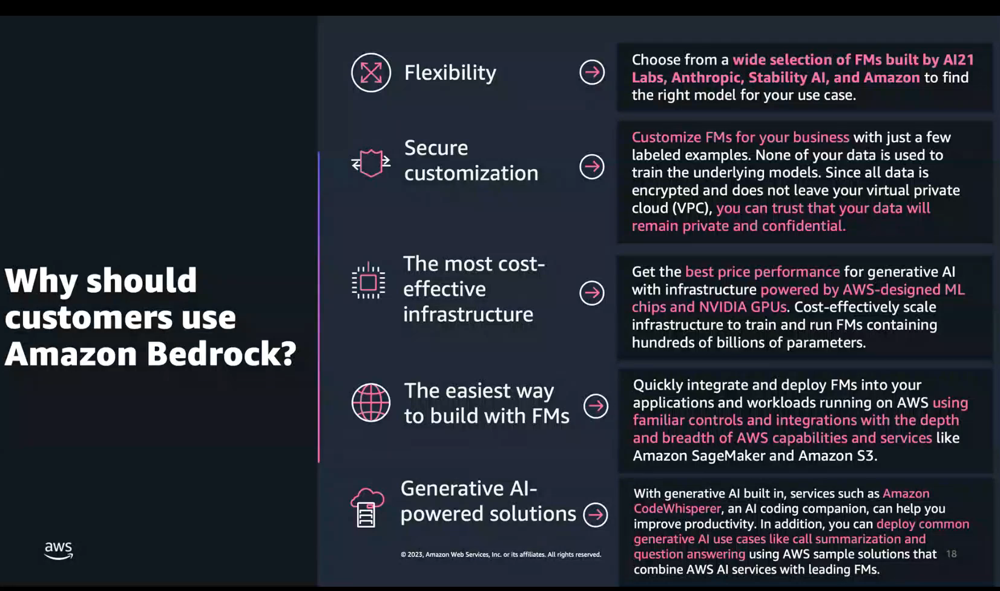 Why should
customers use
Amazon Bedrock?
aws
Flexibility
Choose from a wide selection of FMs built by AI21
Labs, Anthropic, Stability AI, and Amazon to find
the right model for your use case.
Secure
customization
Customize FMs for your business with just a few
labeled examples. None of your data is used to
train the underlying models. Since all data is
encrypted and does not leave your virtual private
cloud (VPC), you can trust that your data will
remain private and confidential.
The most cost-
effective
infrastructure
Get the best price performance for generative AI
with infrastructure powered by AWS-designed ML
chips and NVIDIA GPUs. Cost-effectively scale
infrastructure to train and run FMs containing
hundreds of billions of parameters.
The easiest way
to build with FMs
Quickly integrate and deploy FMs into your
applications and workloads running on AWS using
familiar controls and integrations with the depth
and breadth of AWS capabilities and services like
Amazon SageMaker and Amazon S3.
Generative AI-
powered solutions
With generative AI built in, services such as Amazon
CodeWhisperer, an AI coding companion, can help you
improve productivity. In addition, you can deploy common
generative AI use cases like call summarization and
question answering using AWS sample solutions that
combine AWS AI services with leading FMs.
© 2023, Amazon Web Services, Inc. or its affiliates. All rights reserved.
18